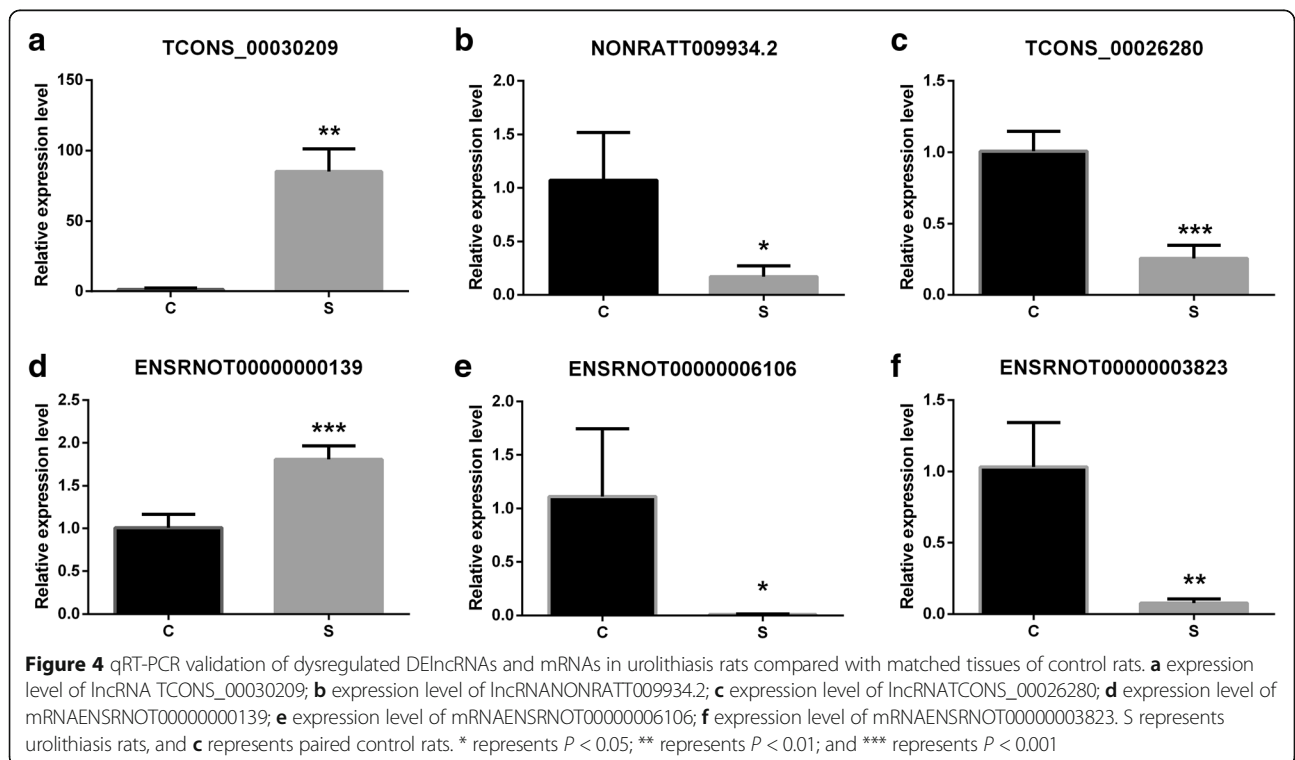 a
TCONS_00030209
Relative expression level
150
100
50
0
**
C
S
b
NONRATT009934.2
Relative expression level
2.0
1.5
1.0
0.5
0.0
*
C
S
c
TCONS_00026280
Relative expression level
1.5
1.0
0.5
0.0
***
C
S
d
ENSRNOT00000000139
Relative expression level
2.5
2.0
1.5
1.0
0.5
0.0
***
C
S
e
ENSRNOT00000006106
Relative expression level
2.0
1.5
1.0
0.5
0.0
*
C
S
f
ENSRNOT00000003823
Relative expression level
1.5
1.0
0.5
0.0
**
C
S
Figure 4 qRT-PCR validation of dysregulated DElncRNAs and mRNAs in urolithiasis rats compared with matched tissues of control rats. a expression
level of lncRNA TCONS_00030209; b expression level of lncRNANONRATT009934.2; c expression level of lncRNATCONS_00026280; d expression level of
mRNAENSRNOT00000000139; e expression level of mRNAENSRNOT00000006106; f expression level of mRNAENSRNOT00000003823. S represents
urolithiasis rats, and c represents paired control rats. * represents P < 0.05; ** represents P < 0.01; and *** represents P < 0.001